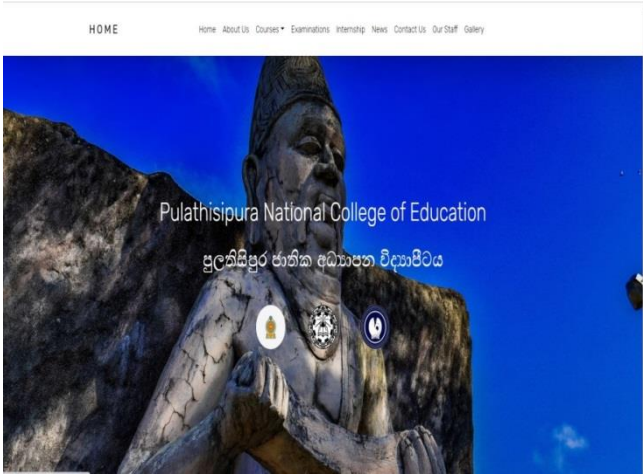 HOME
Home About Us Courses Examinations Internship News Contact Us Our Staff Gallery
Pulathisipura National College of Education
පුලතිසිපුර ජාතික අධ්‍යාපන විද්‍යාපීටය